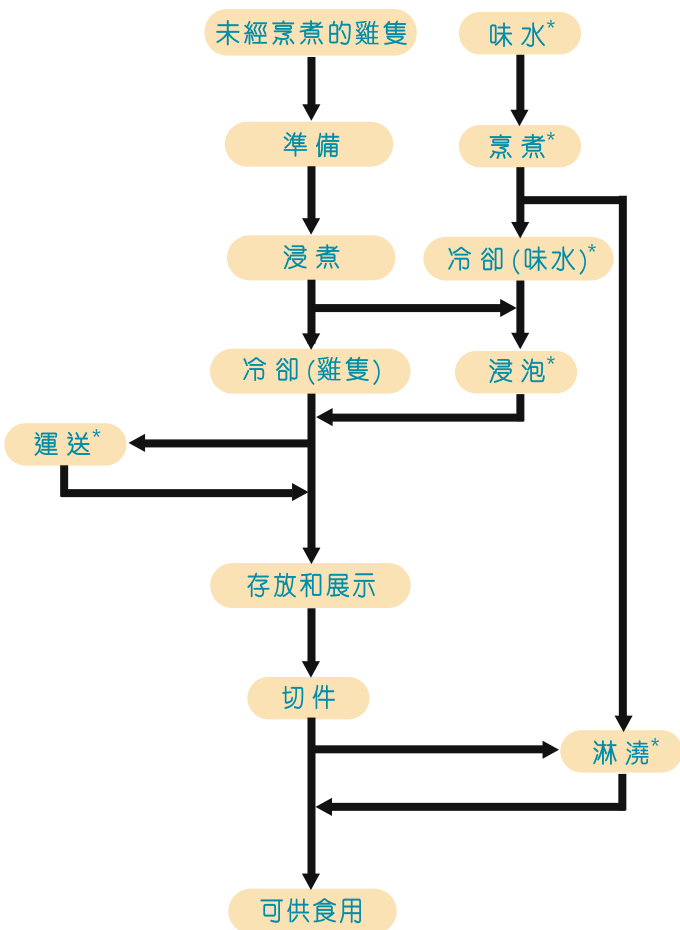 未經烹煮的雞隻
味水*
準備
烹煮*
浸煮
冷卻(味水)*
冷卻(雞隻)
浸泡*
運送*
存放和展示
切件
淋澆*
可供食用